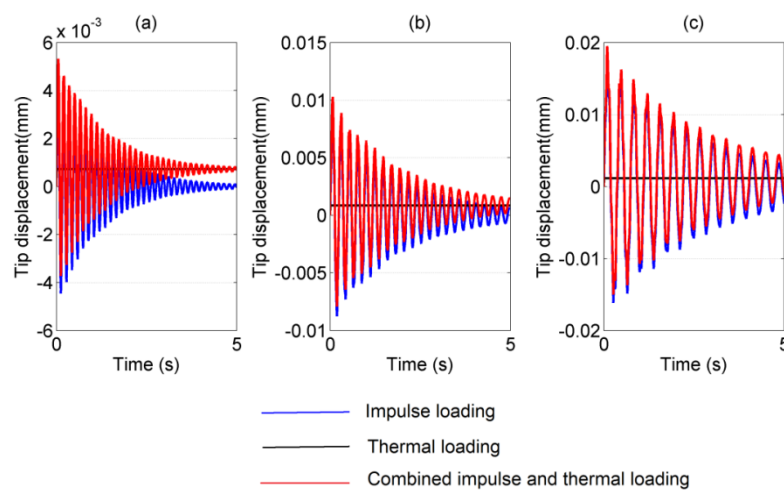 (a)
× 10⁻³
6
4
2
0
-2
-4
-6
Tip displacement(mm)
0
5
Time (s)
(b)
0.015
0.01
0.005
0
-0.005
-0.01
Tip displacement(mm)
0
5
Time (s)
(c)
0.02
0.01
0
-0.01
-0.02
Tip displacement(mm)
0
5
Time (s)
Impulse loading
Thermal loading
Combined impulse and thermal loading